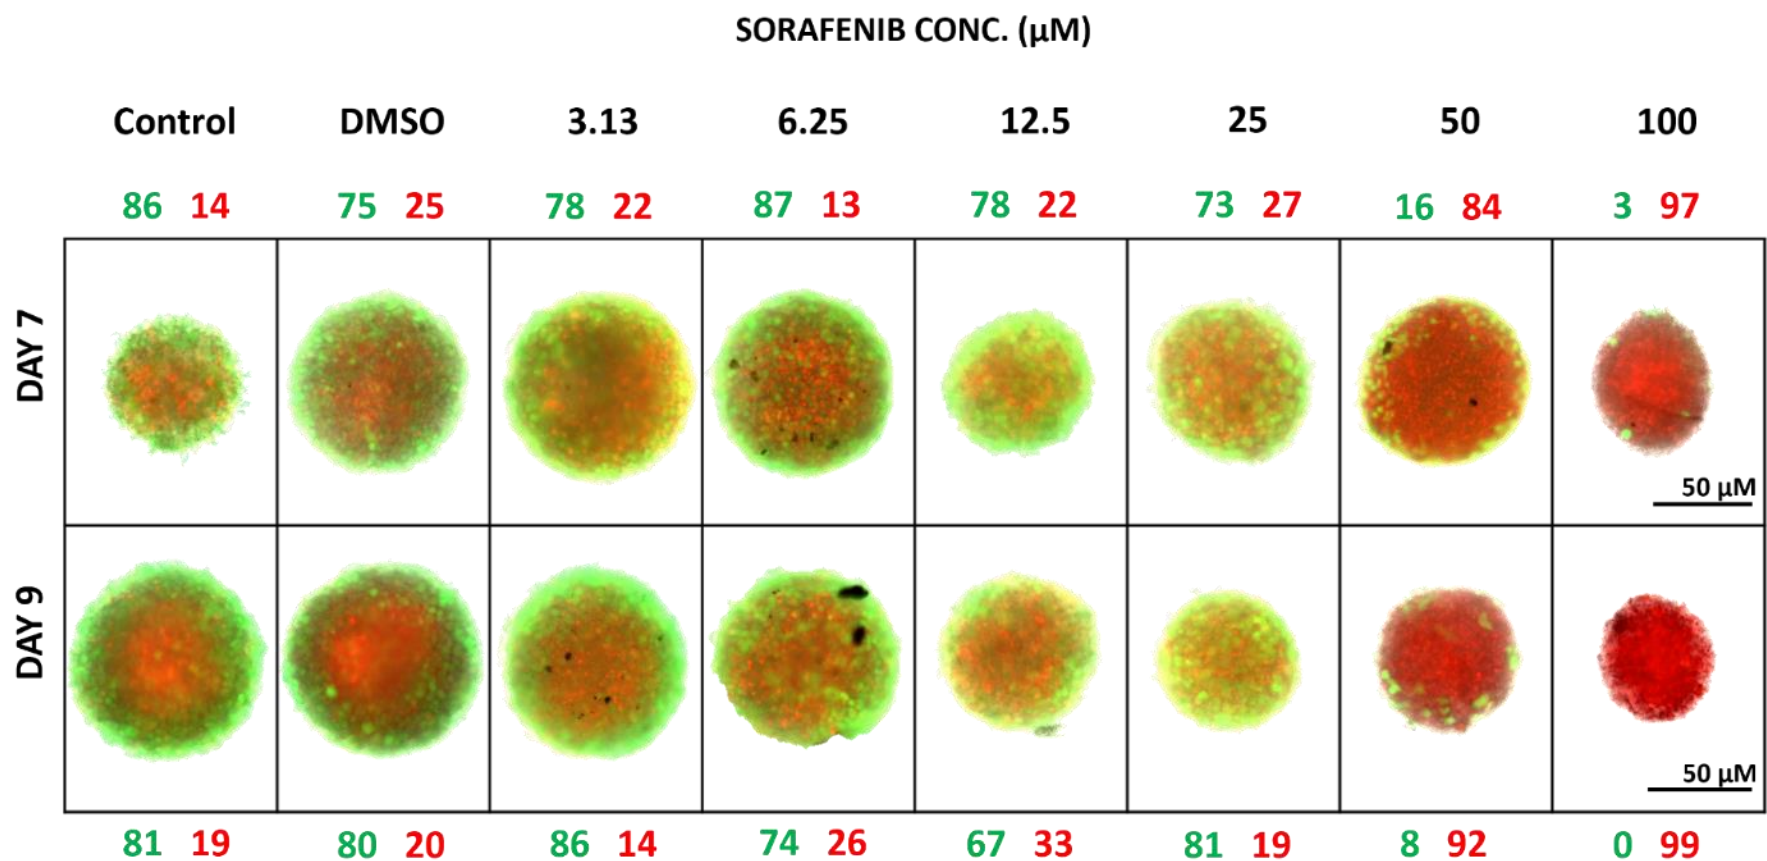 SORAFENIB CONC. (µM)
Control DMSO 3.13 6.25 12.5 25 50 100
86 14 75 25 78 22 87 13 78 22 73 27 16 84 3 97
DAY 7
50 µM
DAY 9
50 µM
81 19 80 20 86 14 74 26 67 33 81 19 8 92 0 99